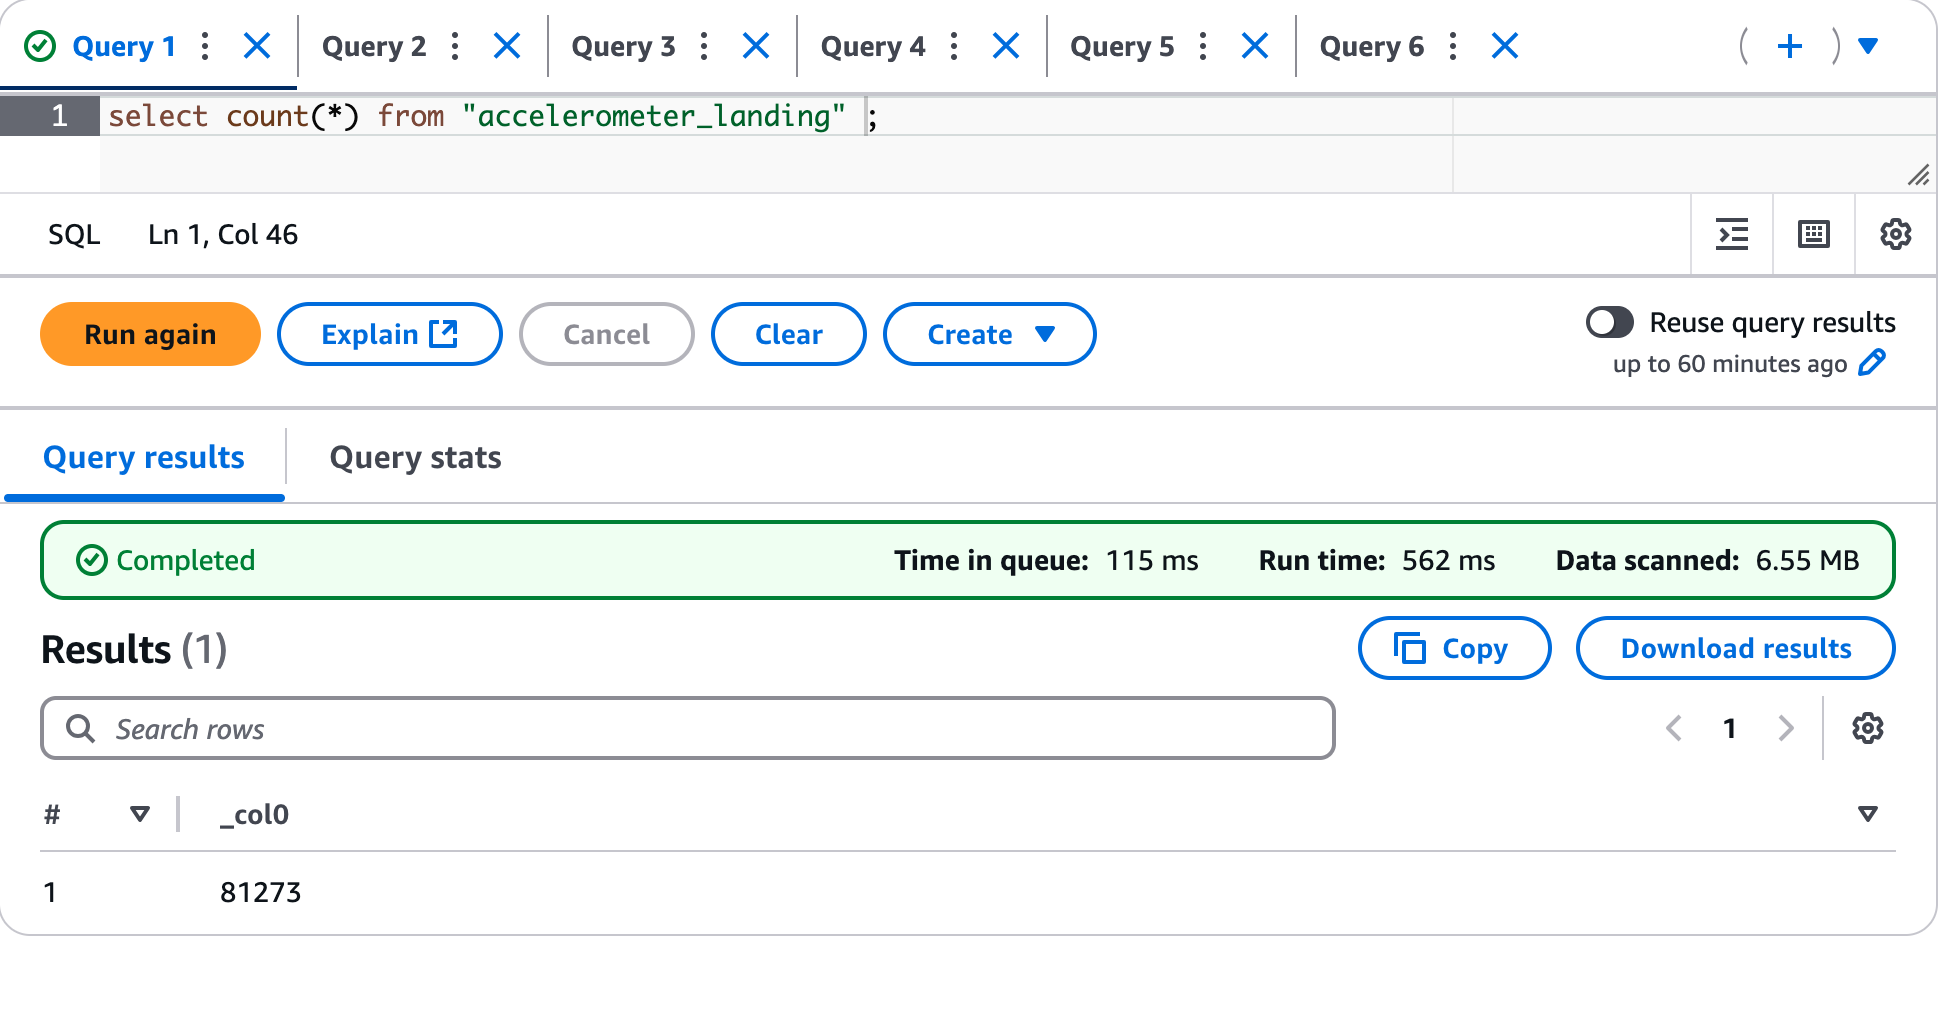 Query 1 Query 2 Query 3 Query 4 Query 5 Query 6
1 select count(*) from "accelerometer_landing" ;
SQL Ln 1, Col 46
Run again Explain Cancel Clear Create Reuse query results
up to 60 minutes ago
Query results Query stats
Completed Time in queue: 115 ms Run time: 562 ms Data scanned: 6.55 MB
Results (1) Copy Download results
Search rows 1
# _col0
1 81273